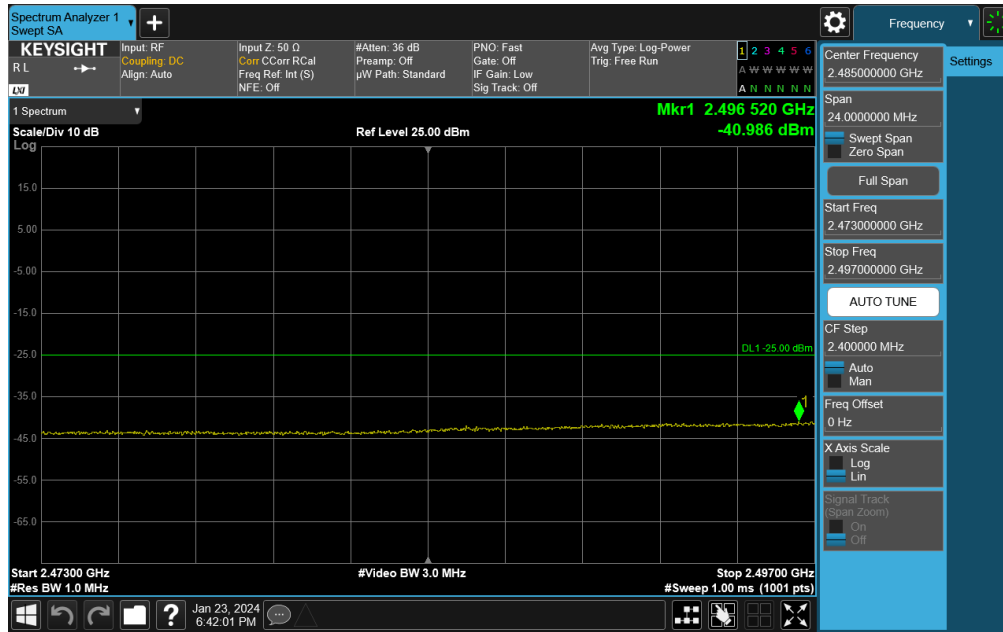 Spectrum Analyzer 1
Swept SA
Frequency
KEYSIGHT
R L
LXI
Input: RF
Coupling: DC
Align: Auto
Input Z: 50 Ω
Corr CCorr RCal
Freq Ref: Int (S)
NFE: Off
#Atten: 36 dB
Preamp: Off
µW Path: Standard
PNO: Fast
Gate: Off
IF Gain: Low
Sig Track: Off
Avg Type: Log-Power
Trig: Free Run
1 2 3 4 5 6
A W W W W W
A N N N N N
1 Spectrum
Scale/Div 10 dB
Ref Level 25.00 dBm
Mkr1 2.496 520 GHz
-40.986 dBm
Log
15.0
5.00
-5.00
-15.0
-25.0
-35.0
-45.0
-55.0
-65.0
DL1 -25.00 dBm
1
Start 2.47300 GHz
#Video BW 3.0 MHz
Stop 2.49700 GHz
#Res BW 1.0 MHz
#Sweep 1.00 ms (1001 pts)
Jan 23, 2024
6:42:01 PM
Center Frequency
2.485000000 GHz
Settings
Span
24.0000000 MHz
Swept Span
Zero Span
Full Span
Start Freq
2.473000000 GHz
Stop Freq
2.497000000 GHz
AUTO TUNE
CF Step
2.400000 MHz
Auto
Man
Freq Offset
0 Hz
X Axis Scale
Log
Lin
Signal Track
(Span Zoom)
On
Off